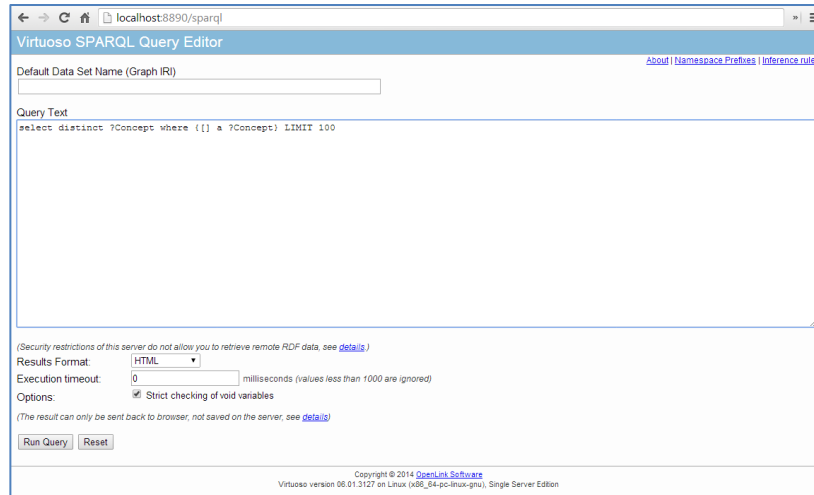 localhost:8890/sparql
Virtuoso SPARQL Query Editor
About | Namespace Prefixes | Inference rule
Default Data Set Name (Graph IRI)
Query Text
select distinct ?Concept where {[] a ?Concept} LIMIT 100
(Security restrictions of this server do not allow you to retrieve remote RDF data, see details.)
Results Format: HTML
Execution timeout: 0 milliseconds (values less than 1000 are ignored)
Options: Strict checking of void variables
(The result can only be sent back to browser, not saved on the server, see details)
Run Query Reset
Copyright © 2014 OpenLink Software
Virtuoso version 06.01.3127 on Linux (x86_64-pc-linux-gnu), Single Server Edition